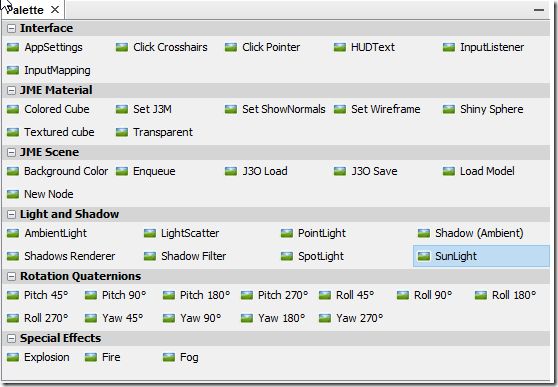 Palette
Interface
AppSettings Click Crosshairs Click Pointer HUDText InputListener
InputMapping
JME Material
Colored Cube Set J3M Set ShowNormals Set Wireframe Shiny Sphere
Textured cube Transparent
JME Scene
Background Color Enqueue J3O Load J3O Save Load Model
New Node
Light and Shadow
AmbientLight LightScatter PointLight Shadow (Ambient)
Shadows Renderer Shadow Filter SpotLight SunLight
Rotation Quaternions
Pitch 45° Pitch 90° Pitch 180° Pitch 270° Roll 45° Roll 90° Roll 180°
Roll 270° Yaw 45° Yaw 90° Yaw 180° Yaw 270°
Special Effects
Explosion Fire Fog